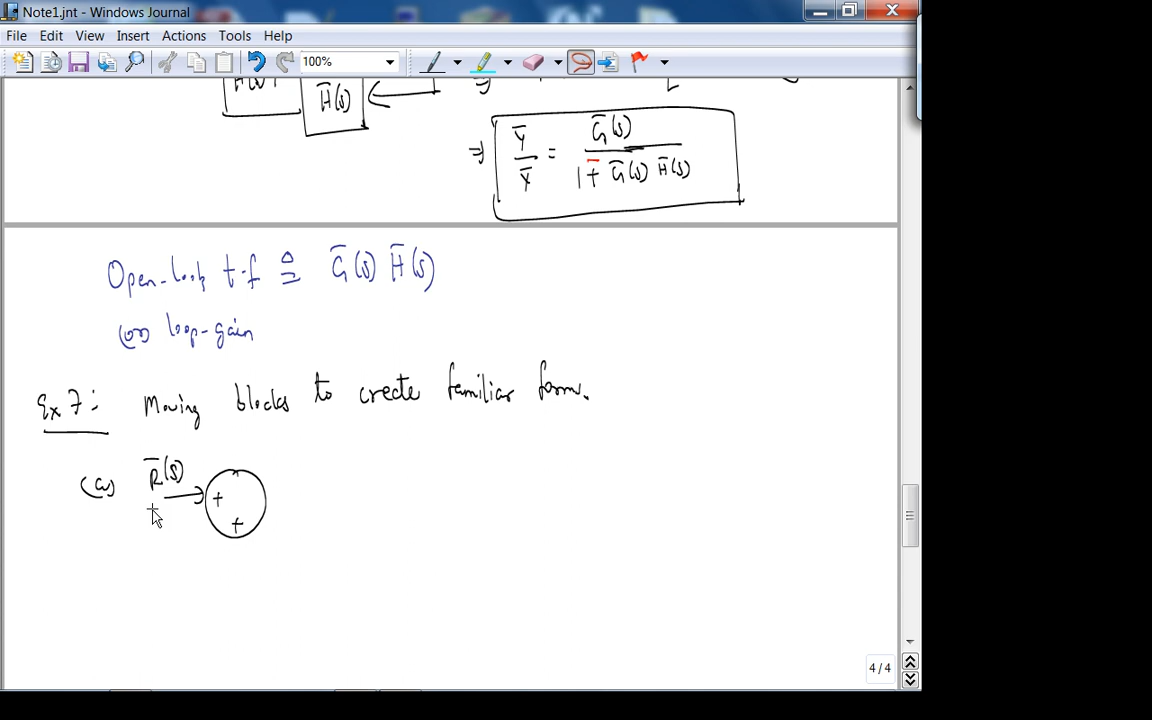 Note1.jnt - Windows Journal
File Edit View Insert Actions Tools Help
100%
H̄(s)
⇒ Ȳ/X̄ = Ḡ(s) / 1 ∓ Ḡ(s) H̄(s)
Open-loop t.f ≜ Ḡ(s) H̄(s)
(or) loop-gain
Ex 7: Moving blocks to create familiar form.
(a) R̄(s)
+
+
4 / 4